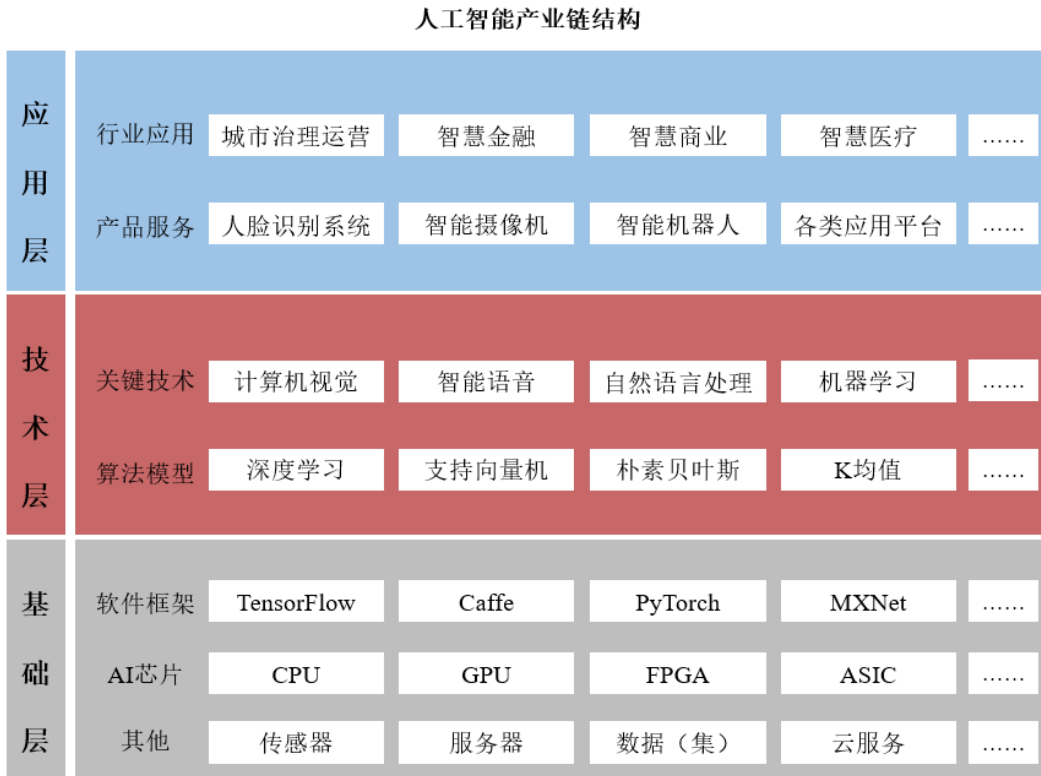 人工智能产业链结构
应用层
行业应用 城市治理运营 智慧金融 智慧商业 智慧医疗 ......
产品服务 人脸识别系统 智能摄像机 智能机器人 各类应用平台 ......
技术层
关键技术 计算机视觉 智能语音 自然语言处理 机器学习 ......
算法模型 深度学习 支持向量机 朴素贝叶斯 K均值 ......
基础层
软件框架 TensorFlow Caffe PyTorch MXNet ......
AI芯片 CPU GPU FPGA ASIC ......
其他 传感器 服务器 数据（集） 云服务 ......